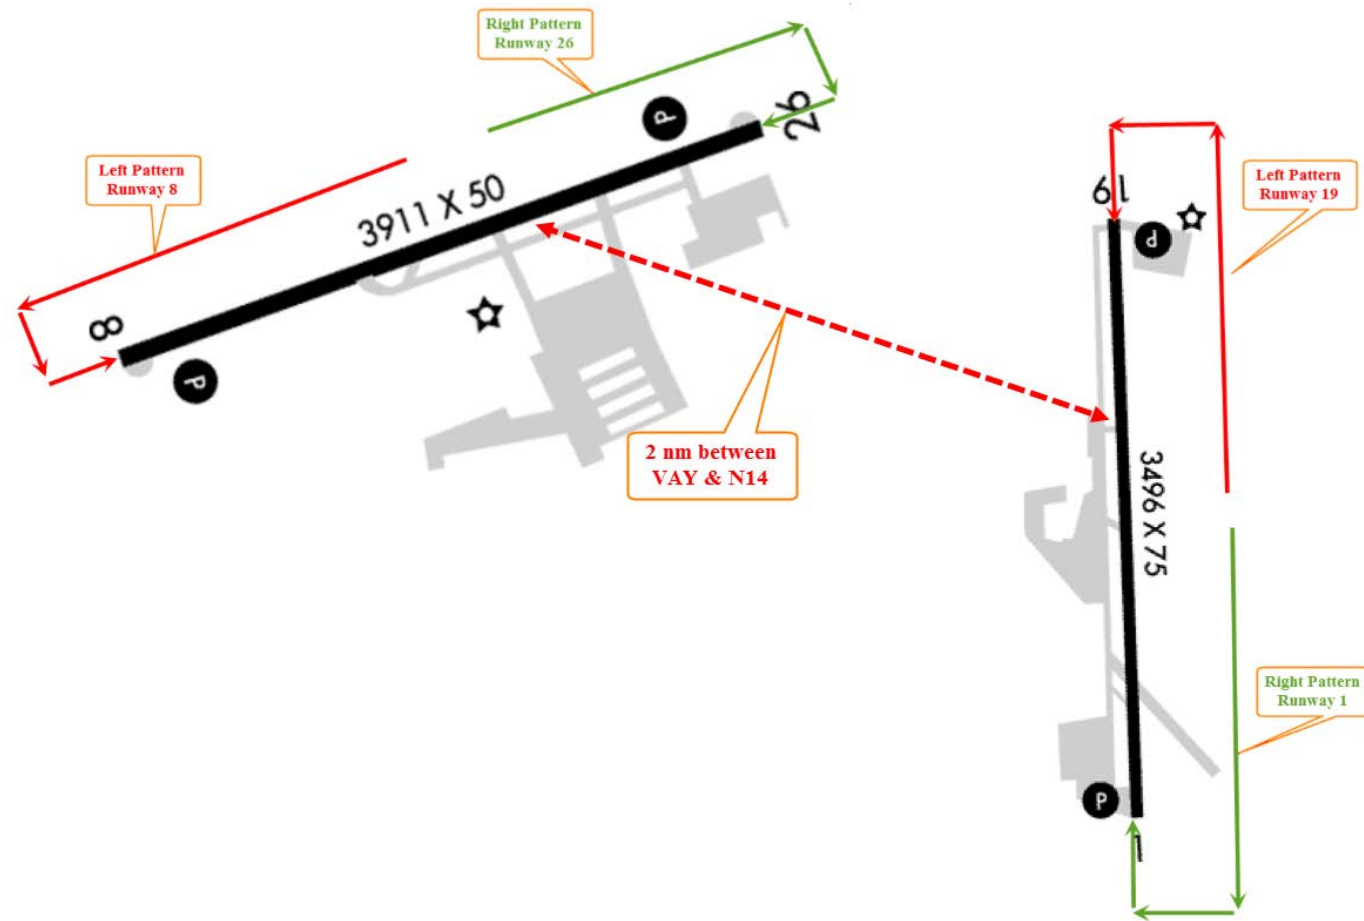 Right Pattern
Runway 26
26
P
Left Pattern
Runway 8
3911 X 50
8
P
2 nm between
VAY & N14
19
P
Left Pattern
Runway 19
3496 X 75
Right Pattern
Runway 1
P
1